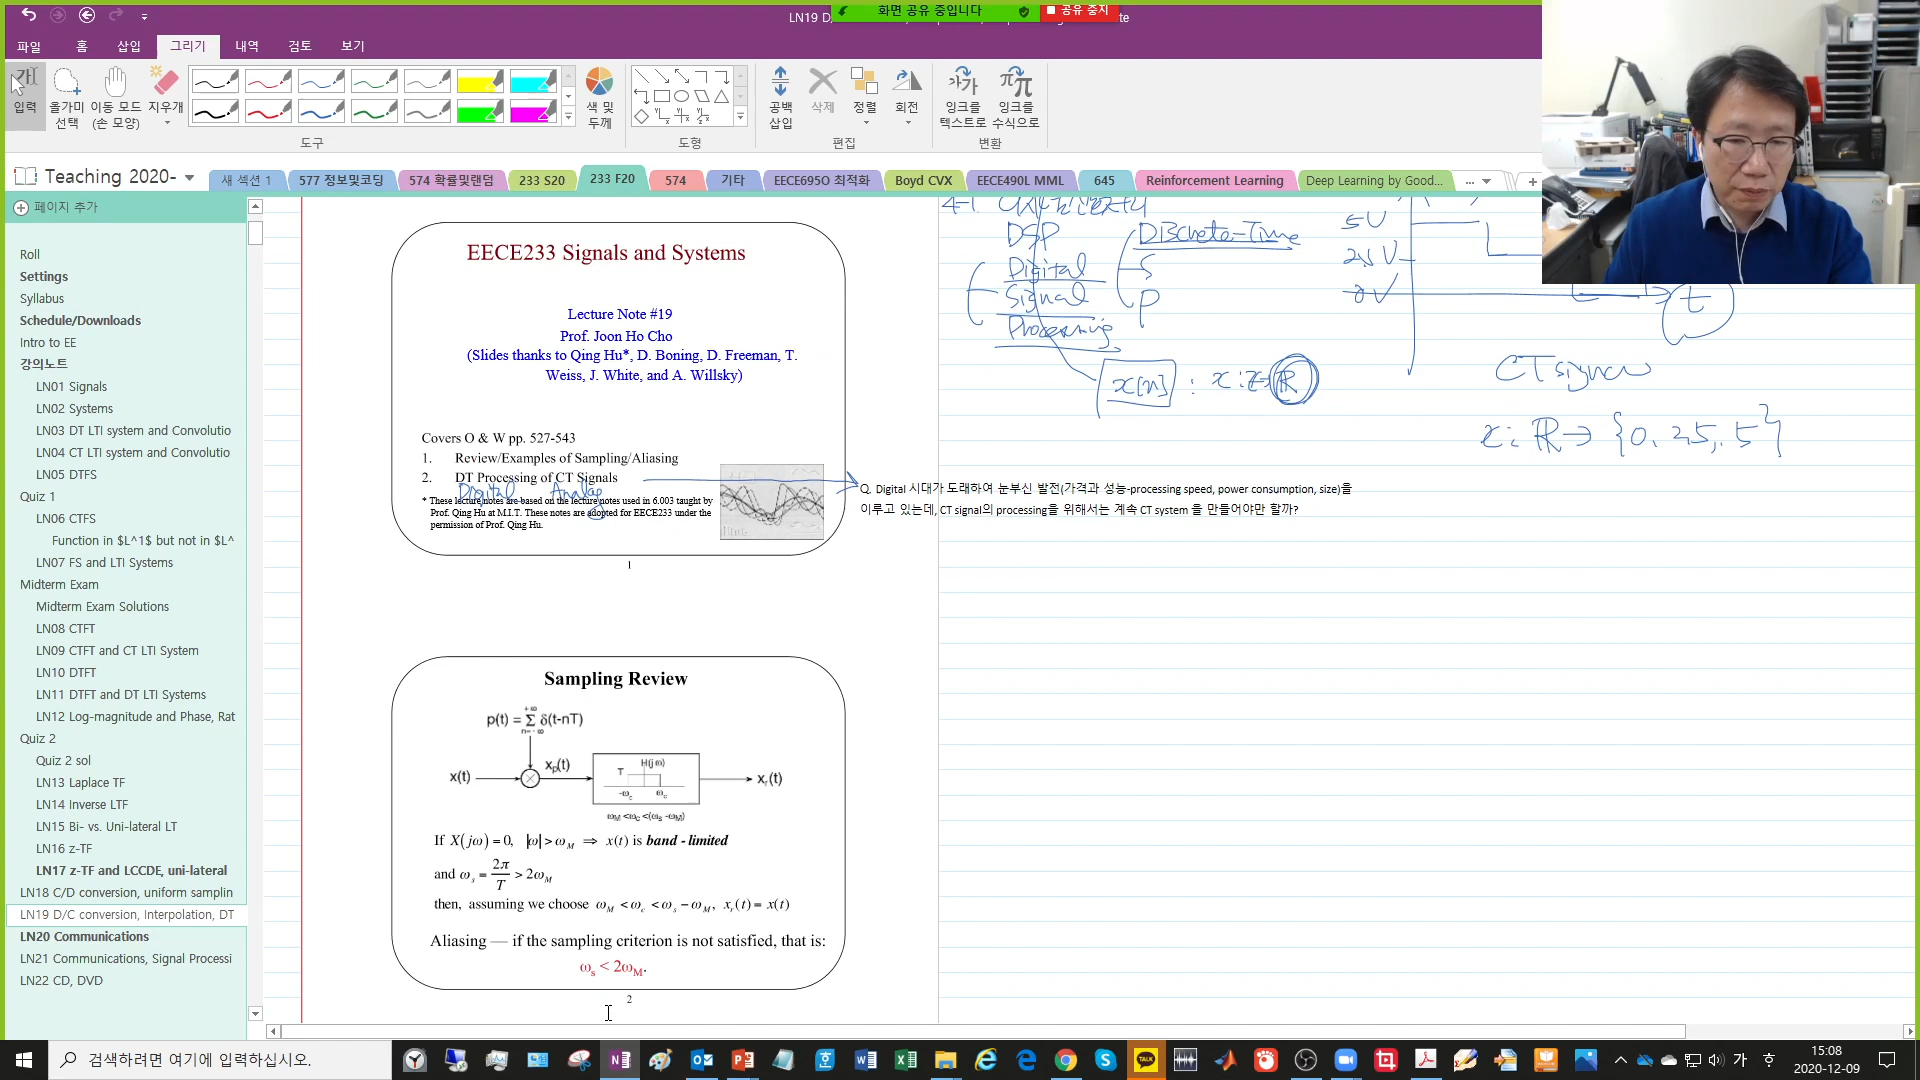 LN19 D
화면 공유 중입니다
공유 중지
te
파일 홈 삽입 그리기 내역 검토 보기
입력
올가미 선택
이동 모드 (손 모양)
지우개
색 및 두께
공백 삽입
삭제
정렬
회전
잉크를 텍스트로
잉크를 수식으로
도구 도형 편집 변환
Teaching 2020-
새 섹션 1
577 정보및코딩
574 확률및랜덤
233 S20
233 F20
574
기타
EECE695O 최적화
Boyd CVX
EECE490L MML
645
Reinforcement Learning
Deep Learning by Good...
...
페이지 추가
Roll
Settings
Syllabus
Schedule/Downloads
Intro to EE
강의노트
LN01 Signals
LN02 Systems
LN03 DT LTI system and Convolutio
LN04 CT LTI system and Convolutio
LN05 DTFS
Quiz 1
LN06 CTFS
Function in $L^1$ but not in $L^
LN07 FS and LTI Systems
Midterm Exam
Midterm Exam Solutions
LN08 CTFT
LN09 CTFT and CT LTI System
LN10 DTFT
LN11 DTFT and DT LTI Systems
LN12 Log-magnitude and Phase, Rat
Quiz 2
Quiz 2 sol
LN13 Laplace TF
LN14 Inverse LTF
LN15 Bi- vs. Uni-lateral LT
LN16 z-TF
LN17 z-TF and LCCDE, uni-lateral
LN18 C/D conversion, uniform samplin
LN19 D/C conversion, Interpolation, DT
LN20 Communications
LN21 Communications, Signal Processi
LN22 CD, DVD
EECE233 Signals and Systems
Lecture Note #19
Prof. Joon Ho Cho
(Slides thanks to Qing Hu*, D. Boning, D. Freeman, T.
Weiss, J. White, and A. Willsky)
Covers O & W pp. 527-543
1. Review/Examples of Sampling/Aliasing
2. DT Processing of CT Signals
Digital Analog
* These lecture notes are based on the lecture notes used in 6.003 taught by
Prof. Qing Hu at M.I.T. These notes are adopted for EECE233 under the
permission of Prof. Qing Hu.
1
Sampling Review
p(t) = Σ δ(t-nT)
+∞
n=-∞
x(t)
xp(t)
H(jω)
T
-ωc ωc
xr(t)
ωM <ωc <(ωs -ωM)
If X(jω) = 0, |ω| > ωM ⇒ x(t) is band - limited
and ωs = 2π/T > 2ωM
then, assuming we choose ωM < ωc < ωs − ωM, xr(t) = x(t)
Aliasing — if the sampling criterion is not satisfied, that is:
ωs < 2ωM.
2
4-1
DSP
Digital
Signal
Processing
Discrete-Time
S
P
x[n] : x: Z→ℝ
5V
2.5V
0V
t
CT signal
x: ℝ → {0, 2.5, 5}
Q. Digital 시대가 도래하여 눈부신 발전(가격과 성능-processing speed, power consumption, size)을
이루고 있는데, CT signal의 processing을 위해서는 계속 CT system 을 만들어야만 할까?
검색하려면 여기에 입력하십시오.
가
15:08
2020-12-09